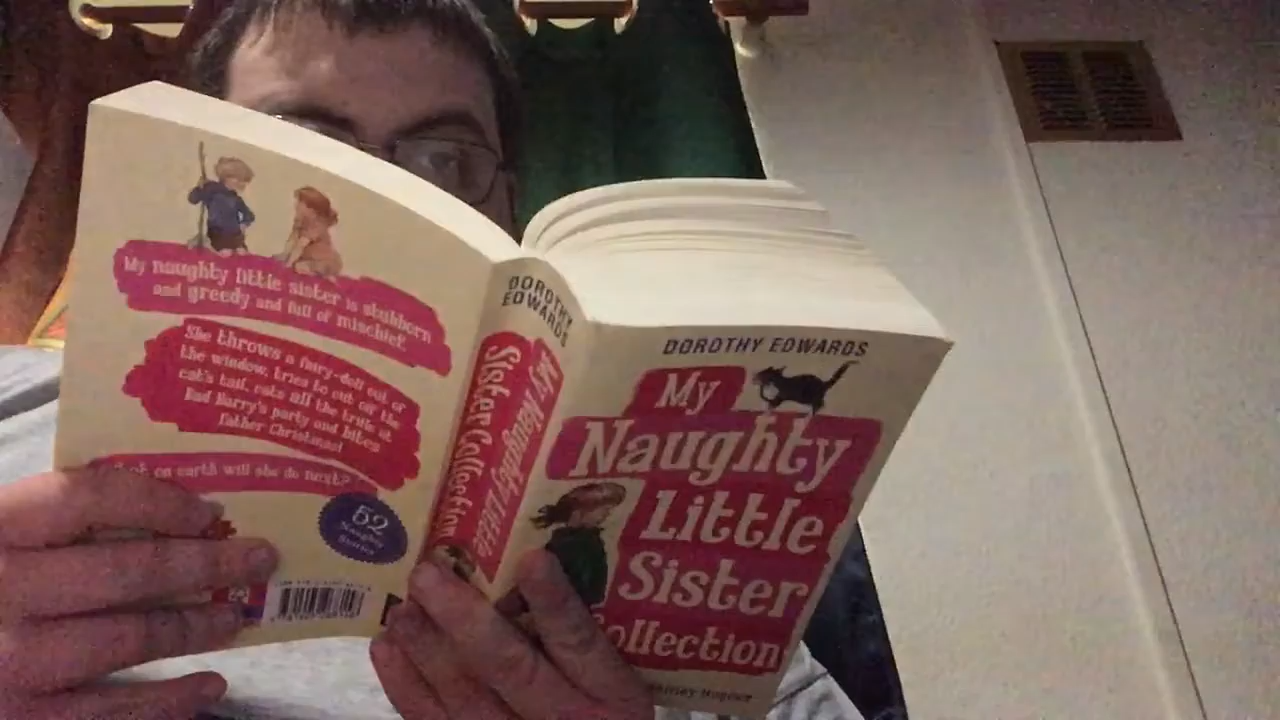 My naughty little sister is stubborn
and greedy and full of mischief.
She throws a fairy-doll out of
the window, tries to cut off the
cat's tail, eats all the trifle at
Bad Harry's party and bites
Father Christmas!
on earth will she do next?
52
Naughty
Stories
DOROTHY
EDWARDS
My Naughty Little
Sister Collection
DOROTHY EDWARDS
My
Naughty
Little
Sister
ollection